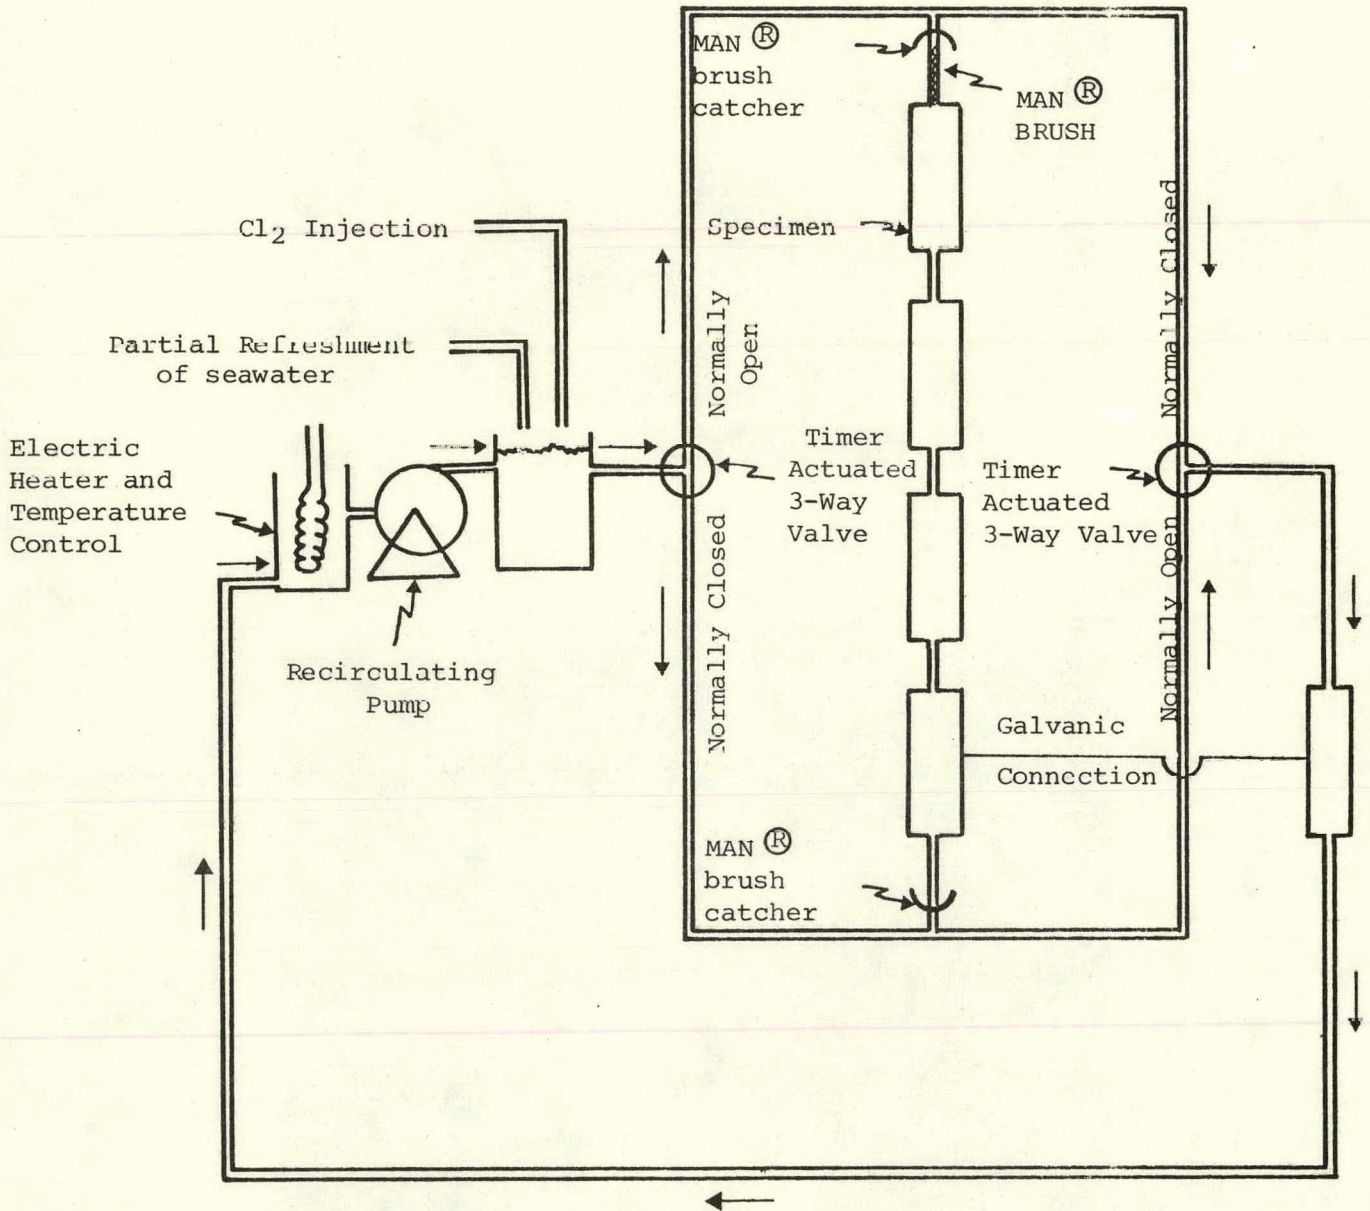 MAN ®
brush
catcher
MAN ®
BRUSH
Cl2 Injection
Specimen
Partial Refreshment
of seawater
Normally
Open
Normally Closed
Electric
Heater and
Temperature
Control
Timer
Actuated
3-Way
Valve
Timer
Actuated
3-Way Valve
Normally Closed
Normally Open
Recirculating
Pump
Galvanic
Connection
MAN ®
brush
catcher